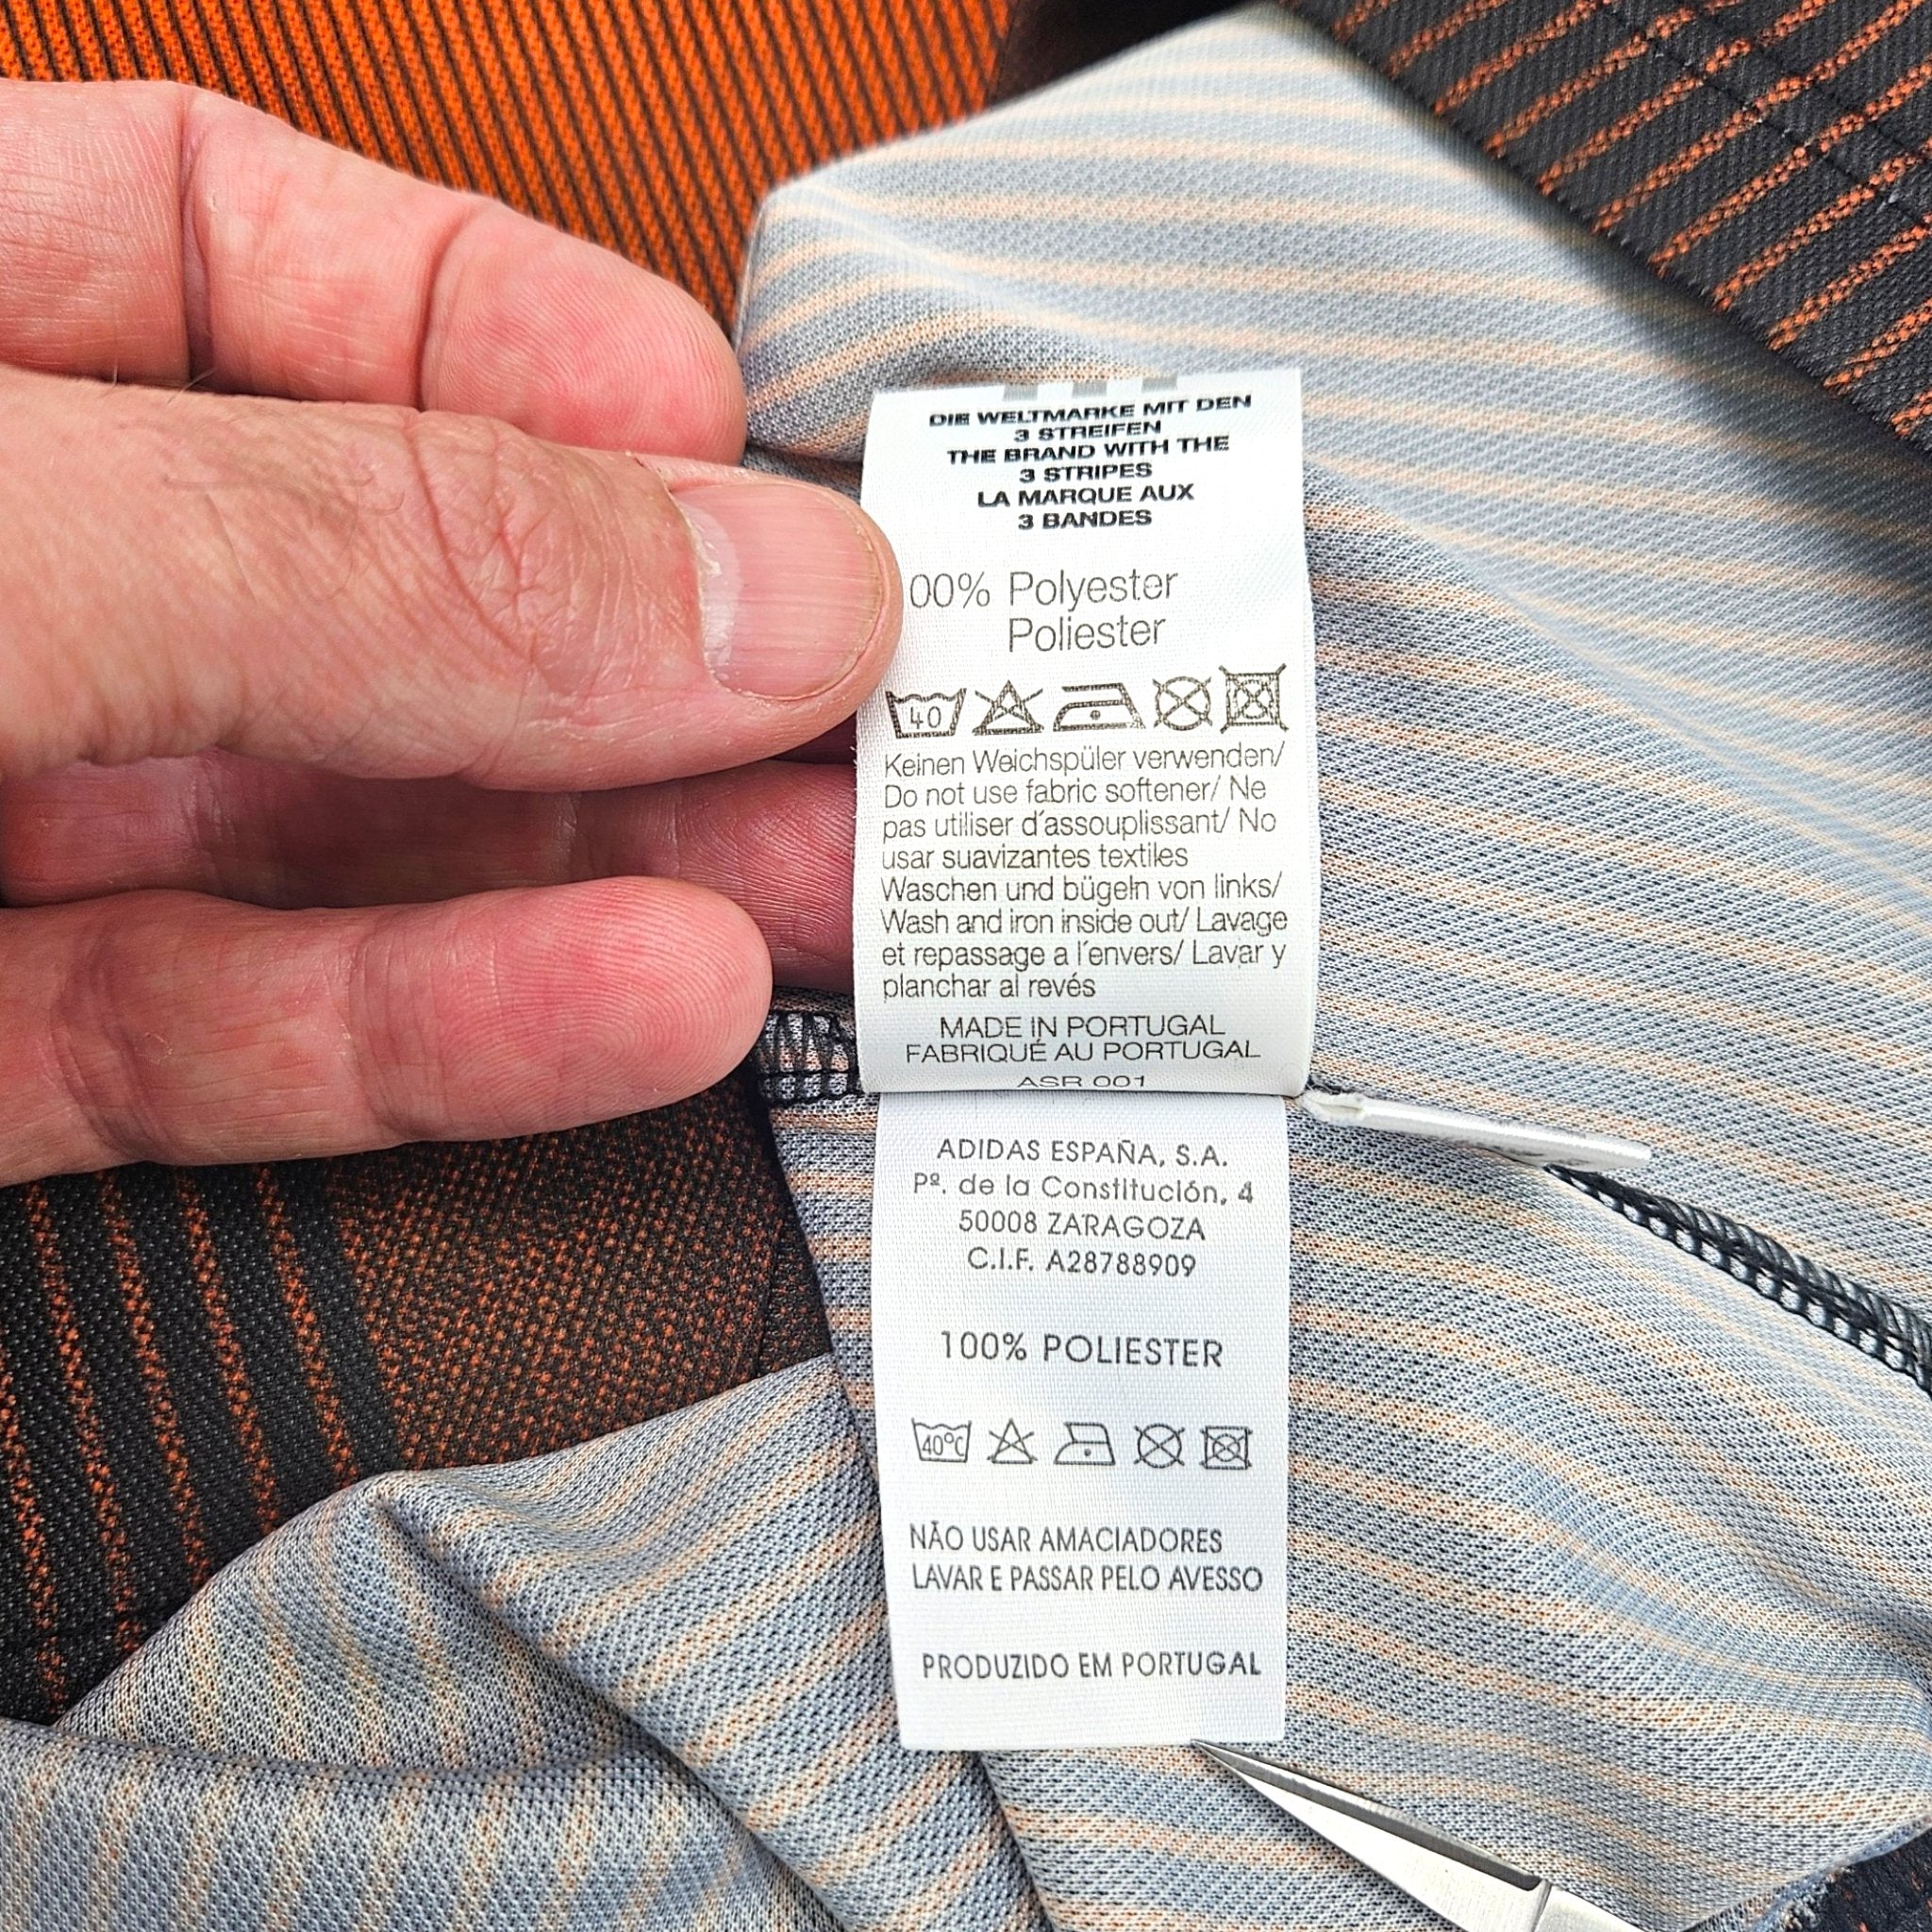 DIE WELTMARKE MIT DEN
3 STREIFEN
THE BRAND WITH THE
3 STRIPES
LA MARQUE AUX
3 BANDES
00% Polyester
Poliester
40
Keinen Weichspüler verwenden/
Do not use fabric softener/ Ne
pas utiliser d'assouplissant/ No
usar suavizantes textiles
Waschen und bügeln von links/
Wash and iron inside out/ Lavage
et repassage a l'envers/ Lavar y
planchar al revés
MADE IN PORTUGAL
FABRIQUÉ AU PORTUGAL
ASR 001
ADIDAS ESPAÑA, S.A.
Pº. de la Constitución, 4
50008 ZARAGOZA
C.I.F. A28788909
100% POLIESTER
40°C
NÃO USAR AMACIADORES
LAVAR E PASSAR PELO AVESSO
PRODUZIDO EM PORTUGAL